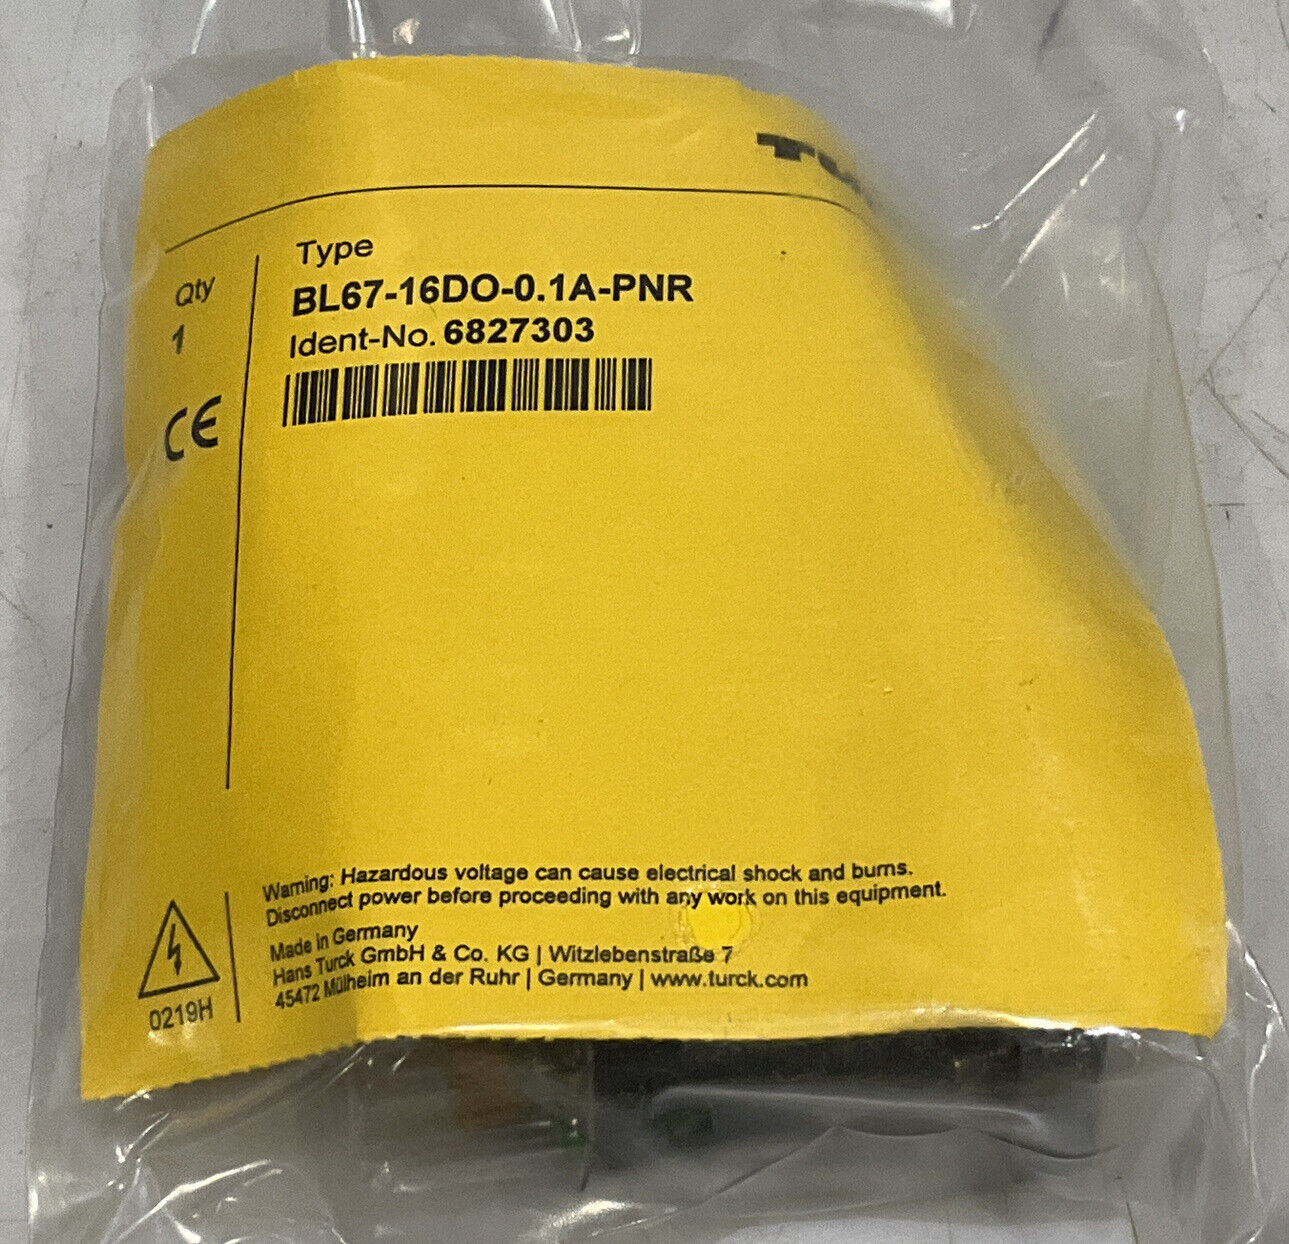 Type
BL67-16DO-0.1A-PNR
Ident-No. 6827303
Qty
1
CE
Warning: Hazardous voltage can cause electrical shock and burns.
Disconnect power before proceeding with any work on this equipment.
Made in Germany
Hans Turck GmbH & Co. KG | Witzlebenstraße 7
45472 Mülheim an der Ruhr | Germany | www.turck.com
0219H